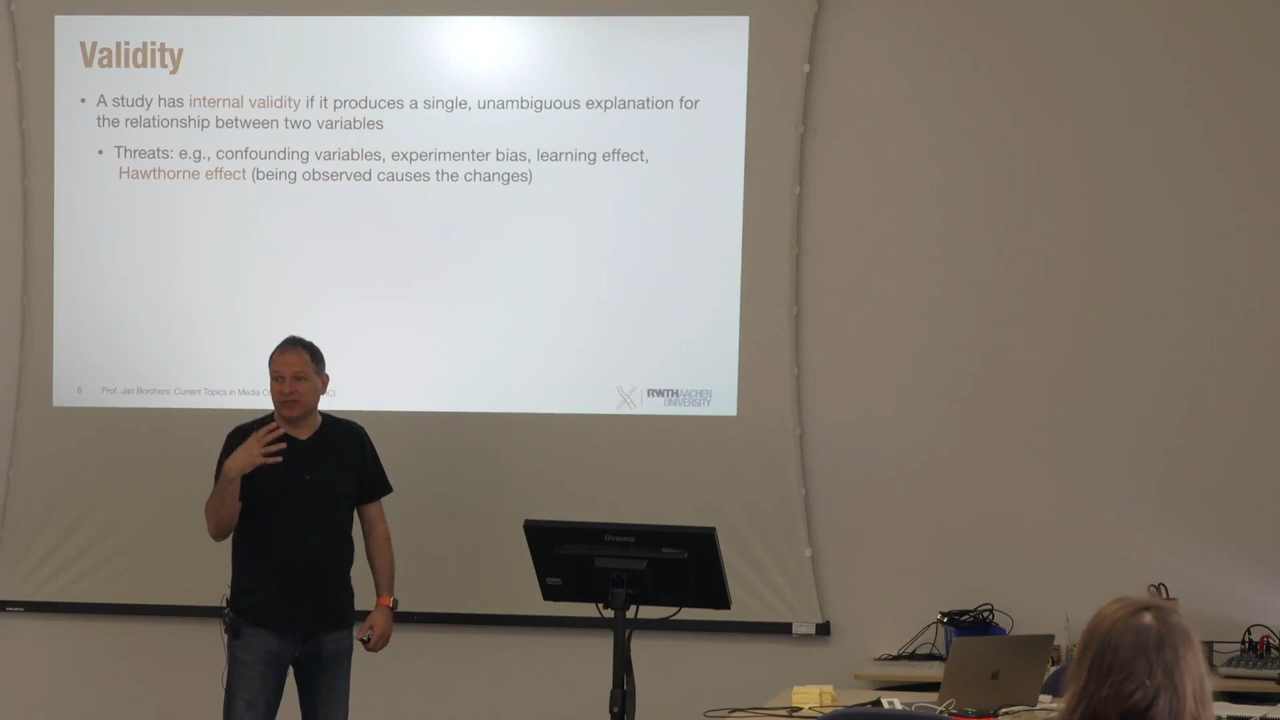 Validity
• A study has internal validity if it produces a single, unambiguous explanation for
the relationship between two variables
• Threats: e.g., confounding variables, experimenter bias, learning effect,
Hawthorne effect (being observed causes the changes)
6 Prof. Jan Borchers: Current Topics in Media
RWTHAACHEN
UNIVERSITY
iiyama